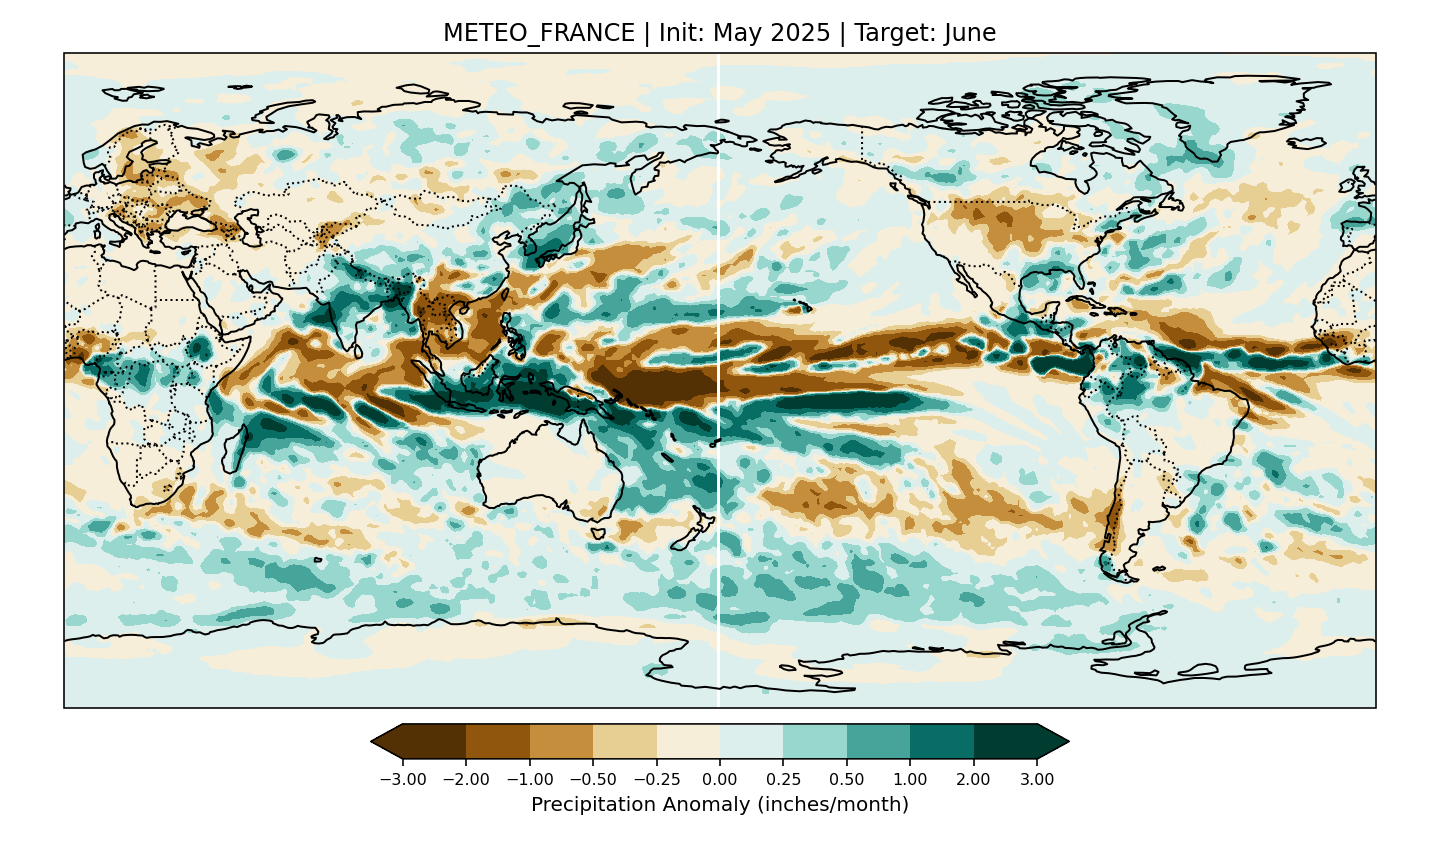 METEO_FRANCE | Init: May 2025 | Target: June
−3.00 −2.00 −1.00 −0.50 −0.25 0.00 0.25 0.50 1.00 2.00 3.00
Precipitation Anomaly (inches/month)